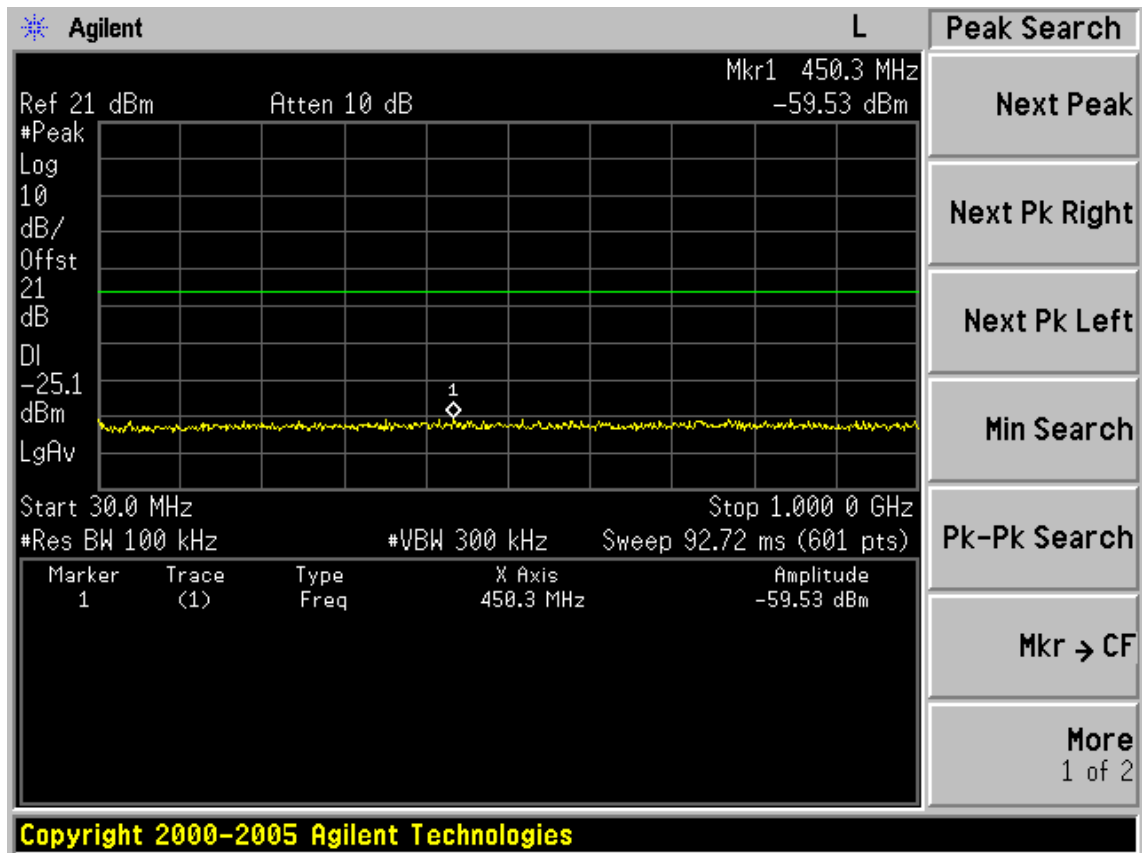 Agilent L
Peak Search
Mkr1 450.3 MHz
Ref 21 dBm Atten 10 dB -59.53 dBm
#Peak
Log
10
dB/
Offst
21
dB
DI
-25.1
dBm
LgAv
1
Start 30.0 MHz Stop 1.000 0 GHz
#Res BW 100 kHz #VBW 300 kHz Sweep 92.72 ms (601 pts)
Marker Trace Type X Axis Amplitude
1 (1) Freq 450.3 MHz -59.53 dBm
Next Peak
Next Pk Right
Next Pk Left
Min Search
Pk-Pk Search
Mkr → CF
More
1 of 2
Copyright 2000-2005 Agilent Technologies